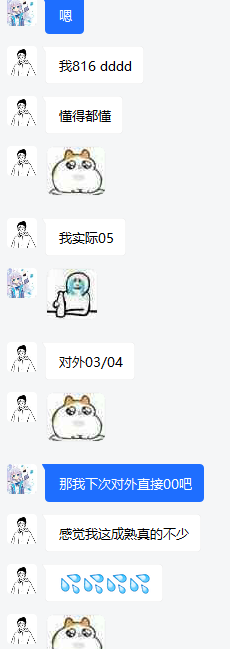 嗯
我816 dddd
懂得都懂
我实际05
对外03/04
那我下次对外直接00吧
感觉我这成熟真的不少
💦💦💦💦